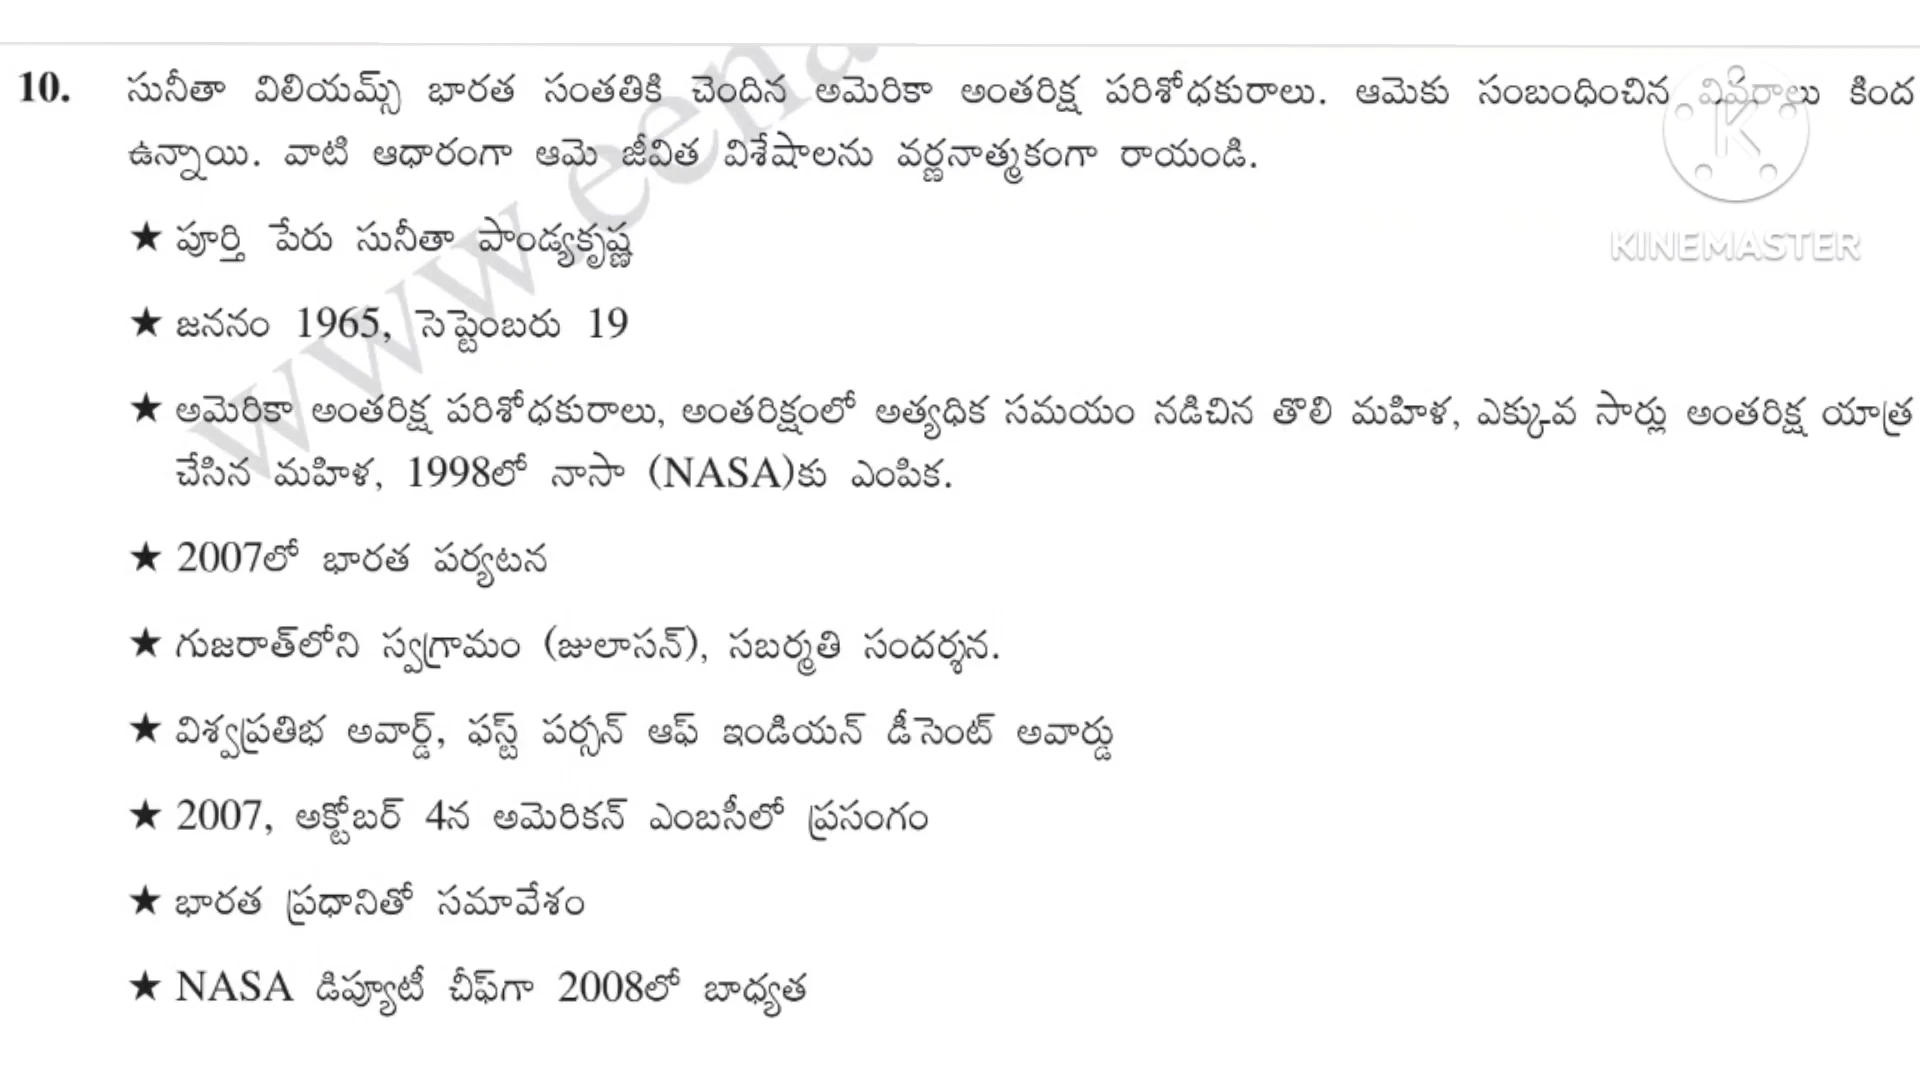 www.eena
10. సునీతా విలియమ్స్ భారత సంతతికి చెందిన అమెరికా అంతరిక్ష పరిశోధకురాలు. ఆమెకు సంబంధించిన వివరాలు కింద
ఉన్నాయి. వాటి ఆధారంగా ఆమె జీవిత విశేషాలను వర్ణనాత్మకంగా రాయండి.
★ పూర్తి పేరు సునీతా పాండ్యకృష్ణ
KINEMASTER
★ జననం 1965, సెప్టెంబరు 19
★ అమెరికా అంతరిక్ష పరిశోధకురాలు, అంతరిక్షంలో అత్యధిక సమయం నడిచిన తొలి మహిళ, ఎక్కువ సార్లు అంతరిక్ష యాత్ర
చేసిన మహిళ, 1998లో నాసా (NASA)కు ఎంపిక.
★ 2007లో భారత పర్యటన
★ గుజరాత్‌లోని స్వగ్రామం (జులాసన్), సబర్మతి సందర్శన.
★ విశ్వప్రతిభ అవార్డ్, ఫస్ట్ పర్సన్ ఆఫ్ ఇండియన్ డీసెంట్ అవార్డు
★ 2007, అక్టోబర్ 4న అమెరికన్ ఎంబసీలో ప్రసంగం
★ భారత ప్రధానితో సమావేశం
★ NASA డిప్యూటీ చీఫ్‌గా 2008లో బాధ్యత